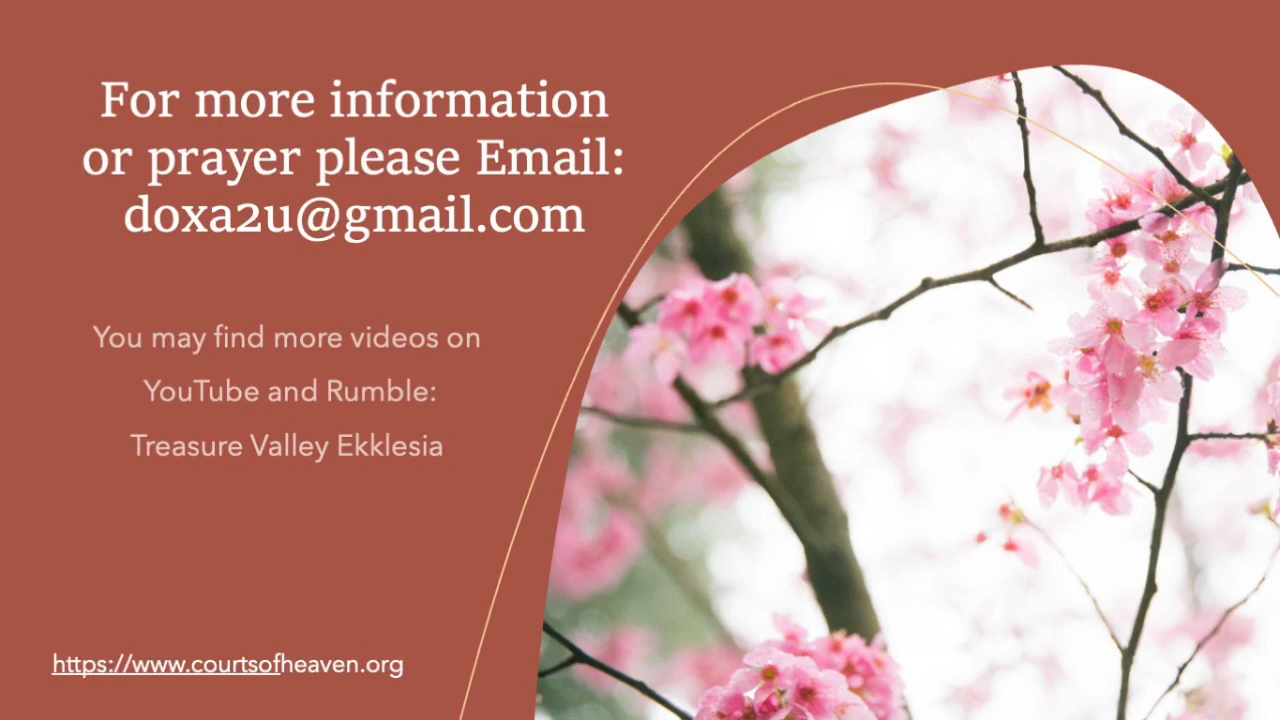 For more information
or prayer please Email:
doxa2u@gmail.com
You may find more videos on
YouTube and Rumble:
Treasure Valley Ekklesia
https://www.courtsofheaven.org